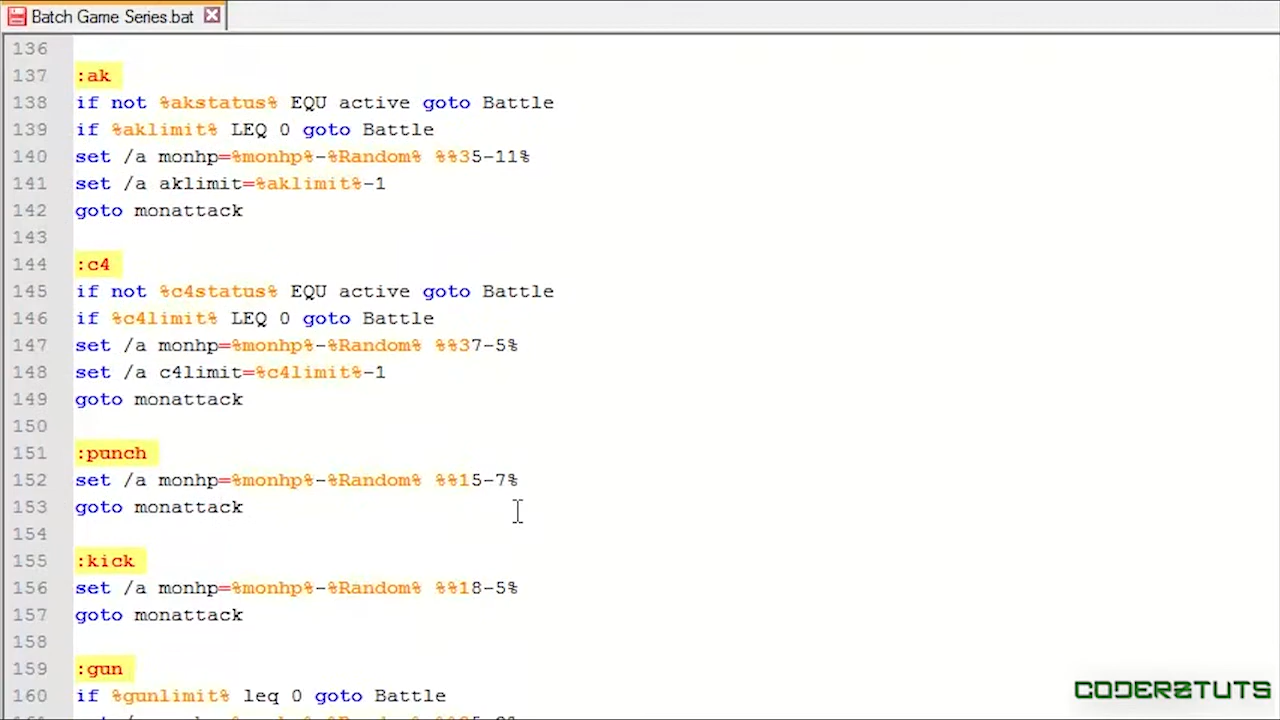 Batch Game Series.bat
136
137 :ak
138 if not %akstatus% EQU active goto Battle
139 if %aklimit% LEQ 0 goto Battle
140 set /a monhp=%monhp%-%Random% %%35-11%
141 set /a aklimit=%aklimit%-1
142 goto monattack
143
144 :c4
145 if not %c4status% EQU active goto Battle
146 if %c4limit% LEQ 0 goto Battle
147 set /a monhp=%monhp%-%Random% %%37-5%
148 set /a c4limit=%c4limit%-1
149 goto monattack
150
151 :punch
152 set /a monhp=%monhp%-%Random% %%15-7%
153 goto monattack
154
155 :kick
156 set /a monhp=%monhp%-%Random% %%18-5%
157 goto monattack
158
159 :gun
160 if %gunlimit% leq 0 goto Battle
CODERZTUTS